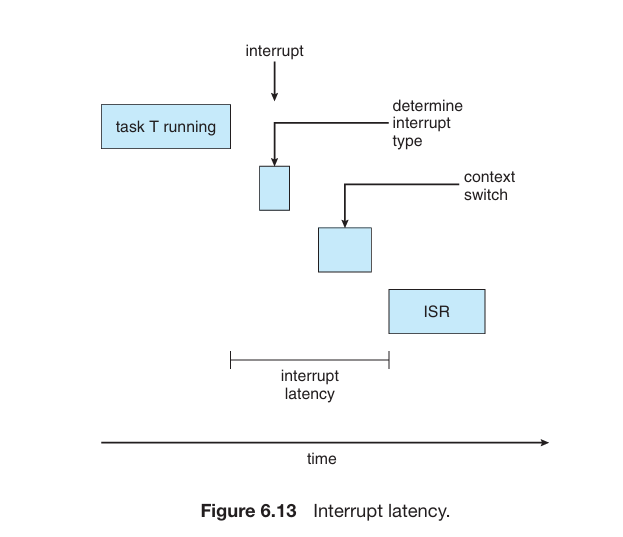 interrupt
task T running
determine
interrupt
type
context
switch
ISR
interrupt
latency
time
Figure 6.13 Interrupt latency.